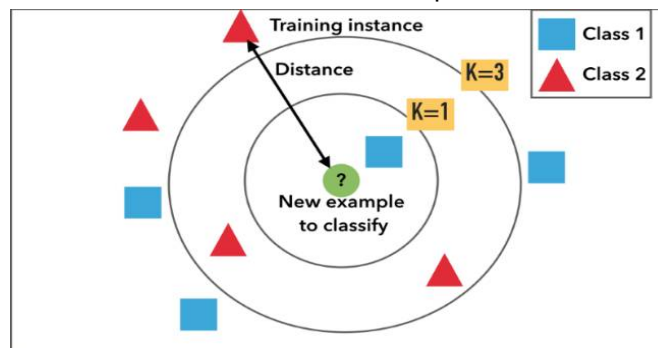 Training instance
Class 1
Distance
K=3
Class 2
K=1
?
New example
to classify